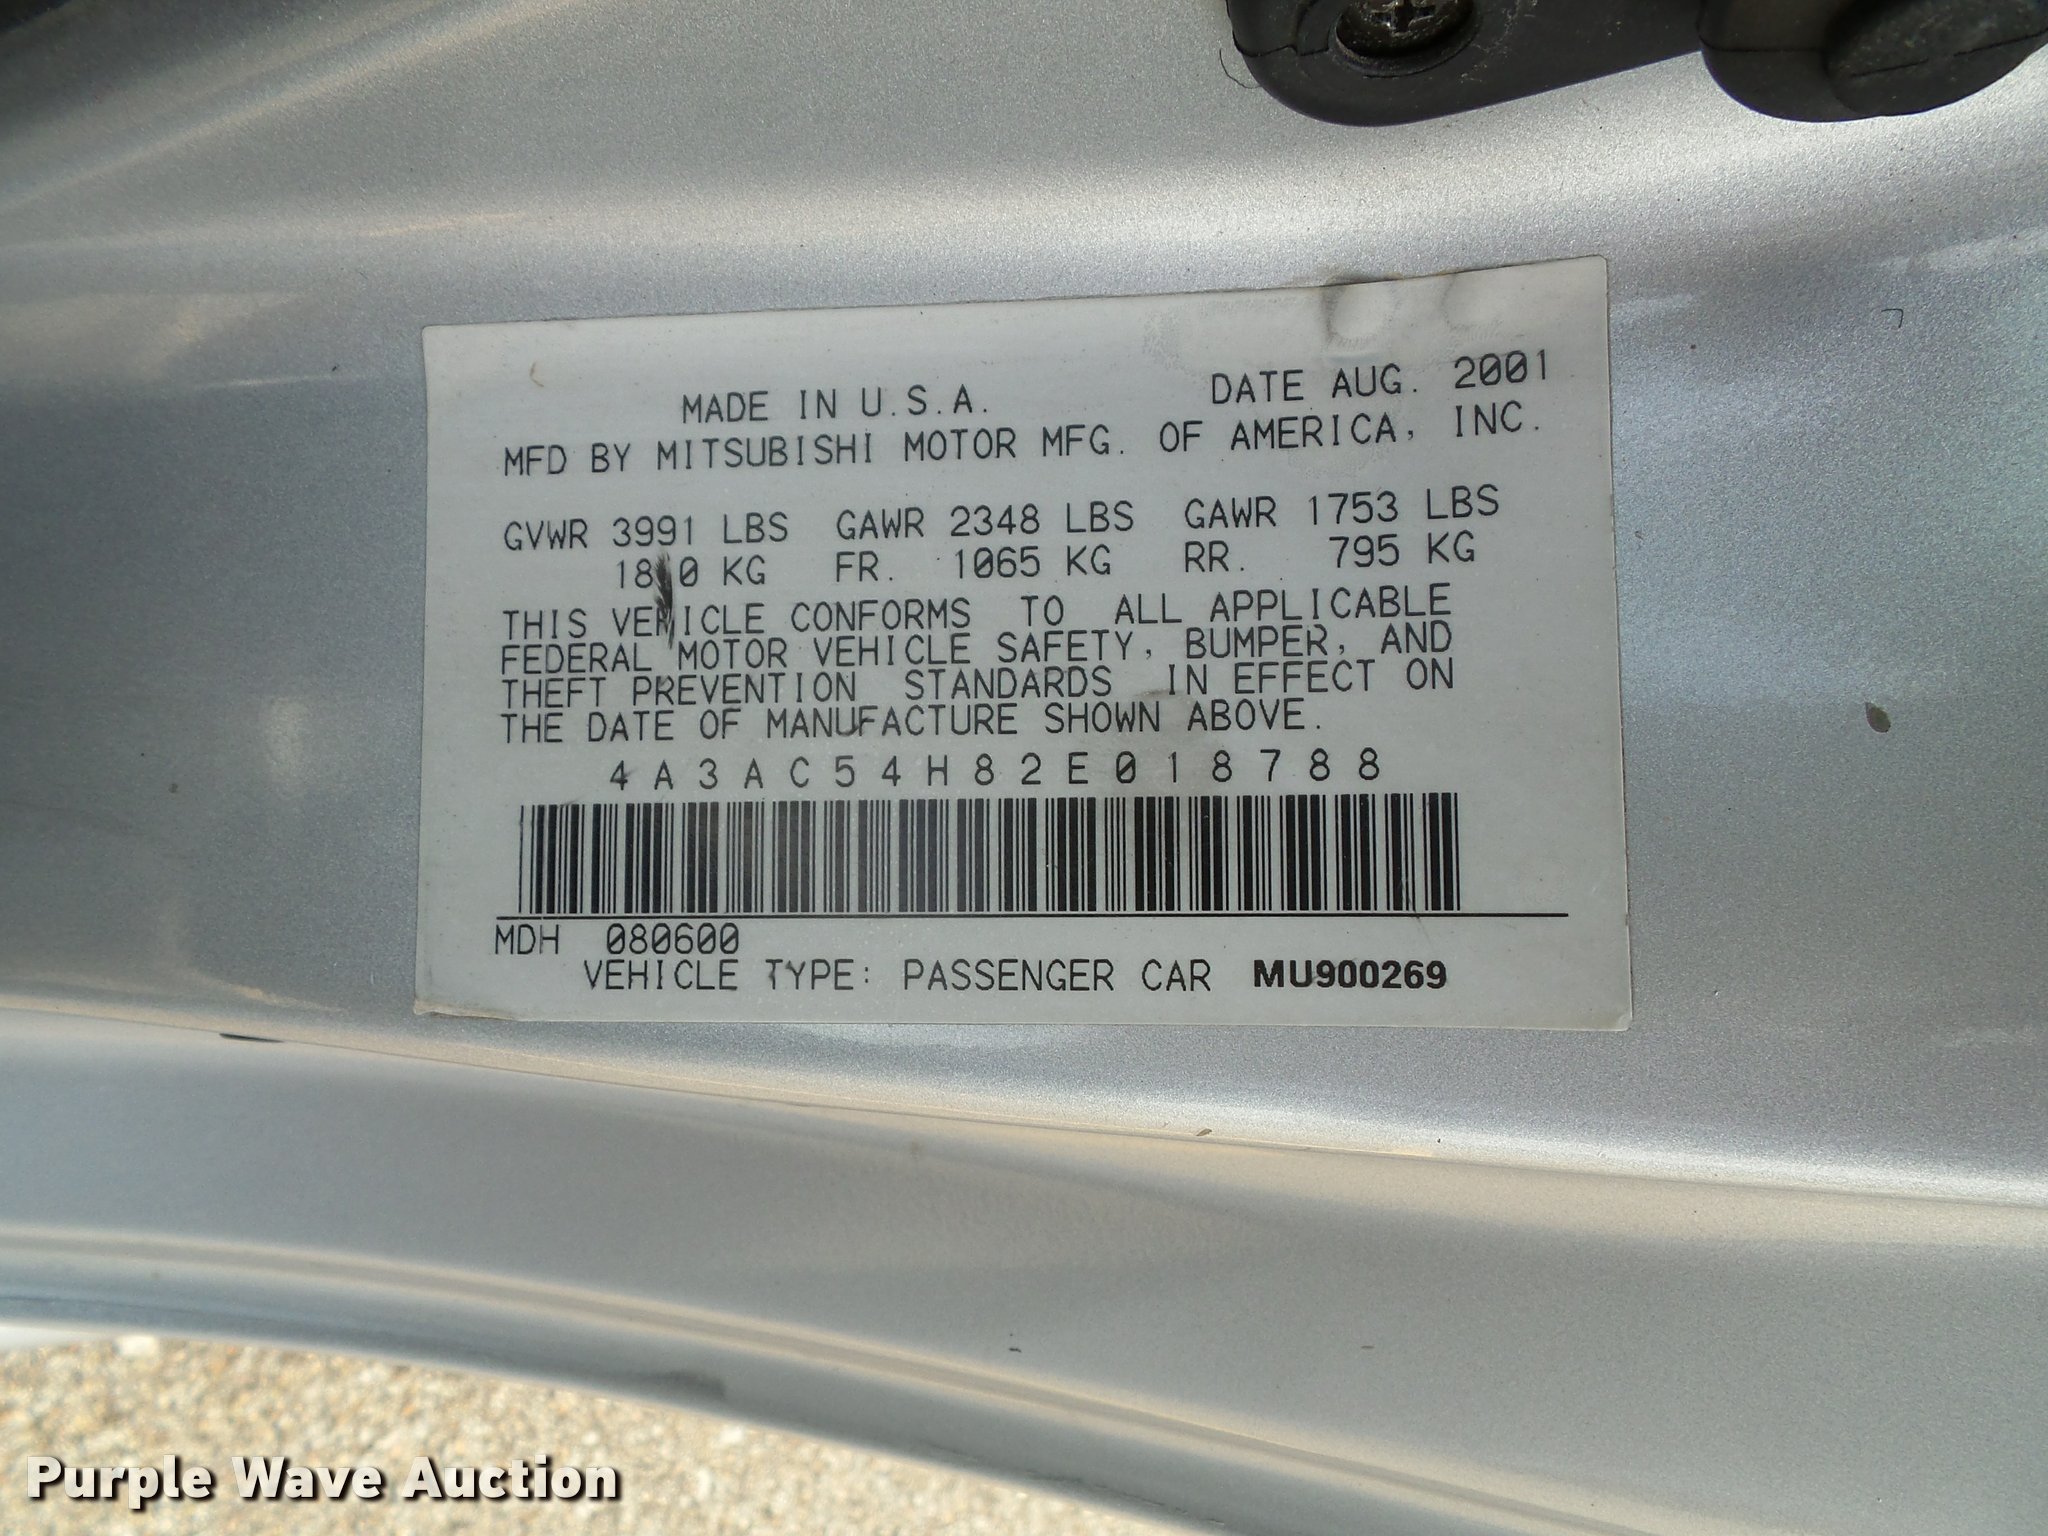 MADE IN U.S.A. DATE AUG. 2001
MFD BY MITSUBISHI MOTOR MFG. OF AMERICA, INC.
GVWR 3991 LBS GAWR 2348 LBS GAWR 1753 LBS
1810 KG FR. 1065 KG RR. 795 KG
THIS VEHICLE CONFORMS TO ALL APPLICABLE
FEDERAL MOTOR VEHICLE SAFETY, BUMPER, AND
THEFT PREVENTION STANDARDS IN EFFECT ON
THE DATE OF MANUFACTURE SHOWN ABOVE.
4A3AC54H82E018788
MDH 080600
VEHICLE TYPE: PASSENGER CAR MU900269
Purple Wave Auction